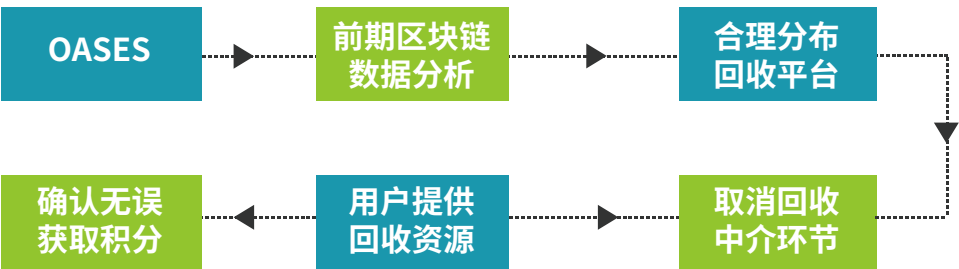 OASES
前期区块链
数据分析
合理分布
回收平台
确认无误
获取积分
用户提供
回收资源
取消回收
中介环节